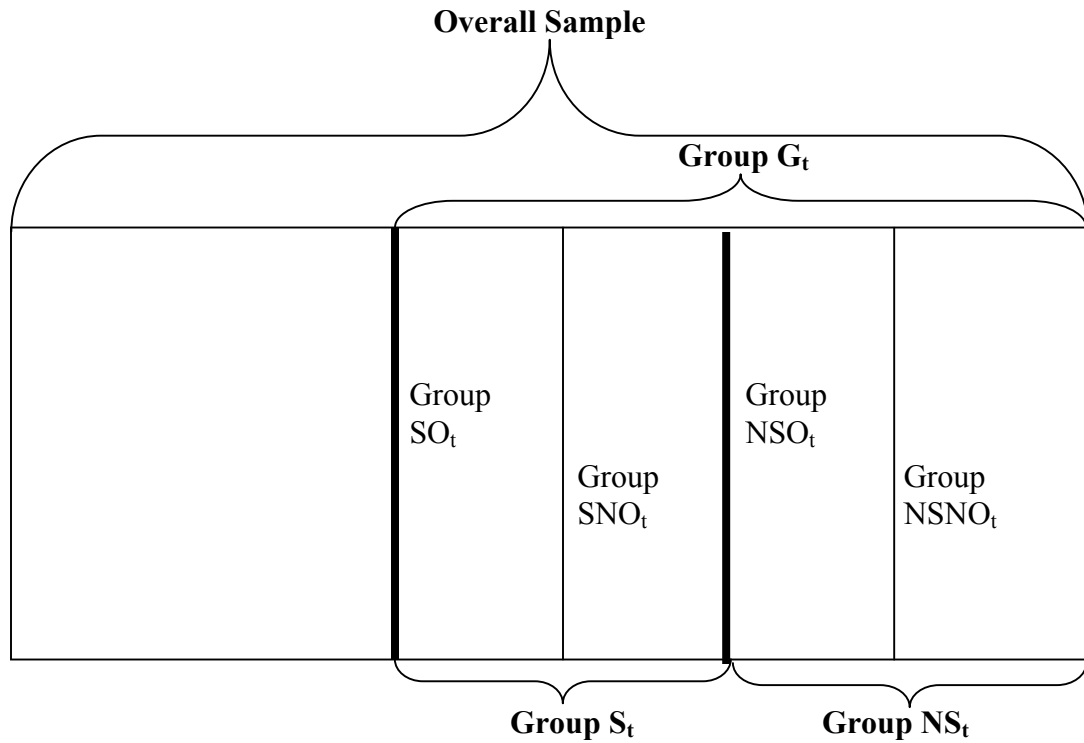 Overall Sample
Group Gₜ
Group
SOₜ
Group
SNOₜ
Group
NSOₜ
Group
NSNOₜ
Group Sₜ
Group NSₜ